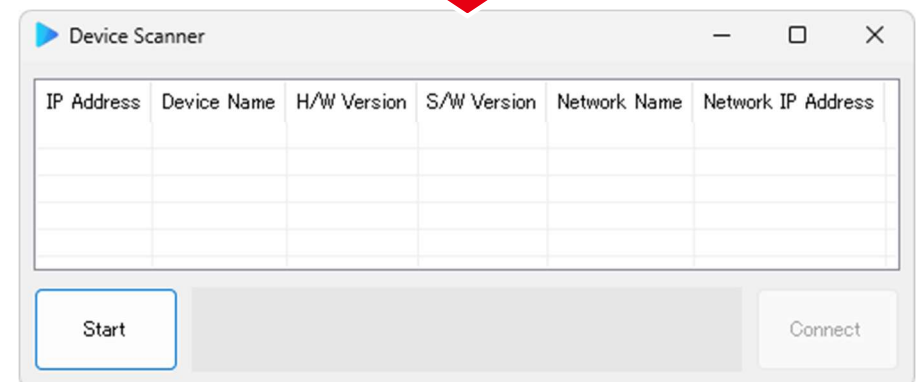 Device Scanner
IP Address Device Name H/W Version S/W Version Network Name Network IP Address
Start Connect